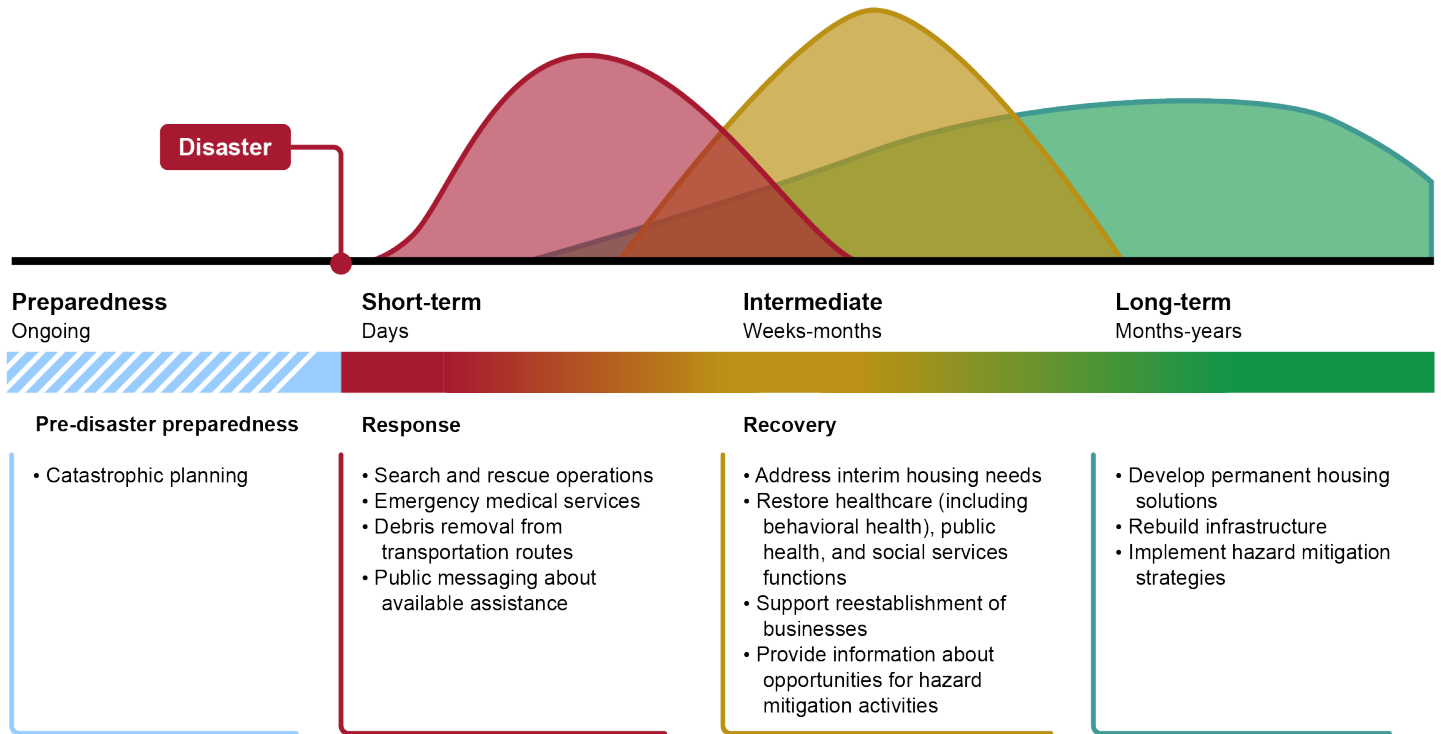 Disaster
Preparedness
Ongoing
Short-term
Days
Intermediate
Weeks-months
Long-term
Months-years
Pre-disaster preparedness
• Catastrophic planning
Response
• Search and rescue operations
• Emergency medical services
• Debris removal from
transportation routes
• Public messaging about
available assistance
Recovery
• Address interim housing needs
• Restore healthcare (including
behavioral health), public
health, and social services
functions
• Support reestablishment of
businesses
• Provide information about
opportunities for hazard
mitigation activities
• Develop permanent housing
solutions
• Rebuild infrastructure
• Implement hazard mitigation
strategies